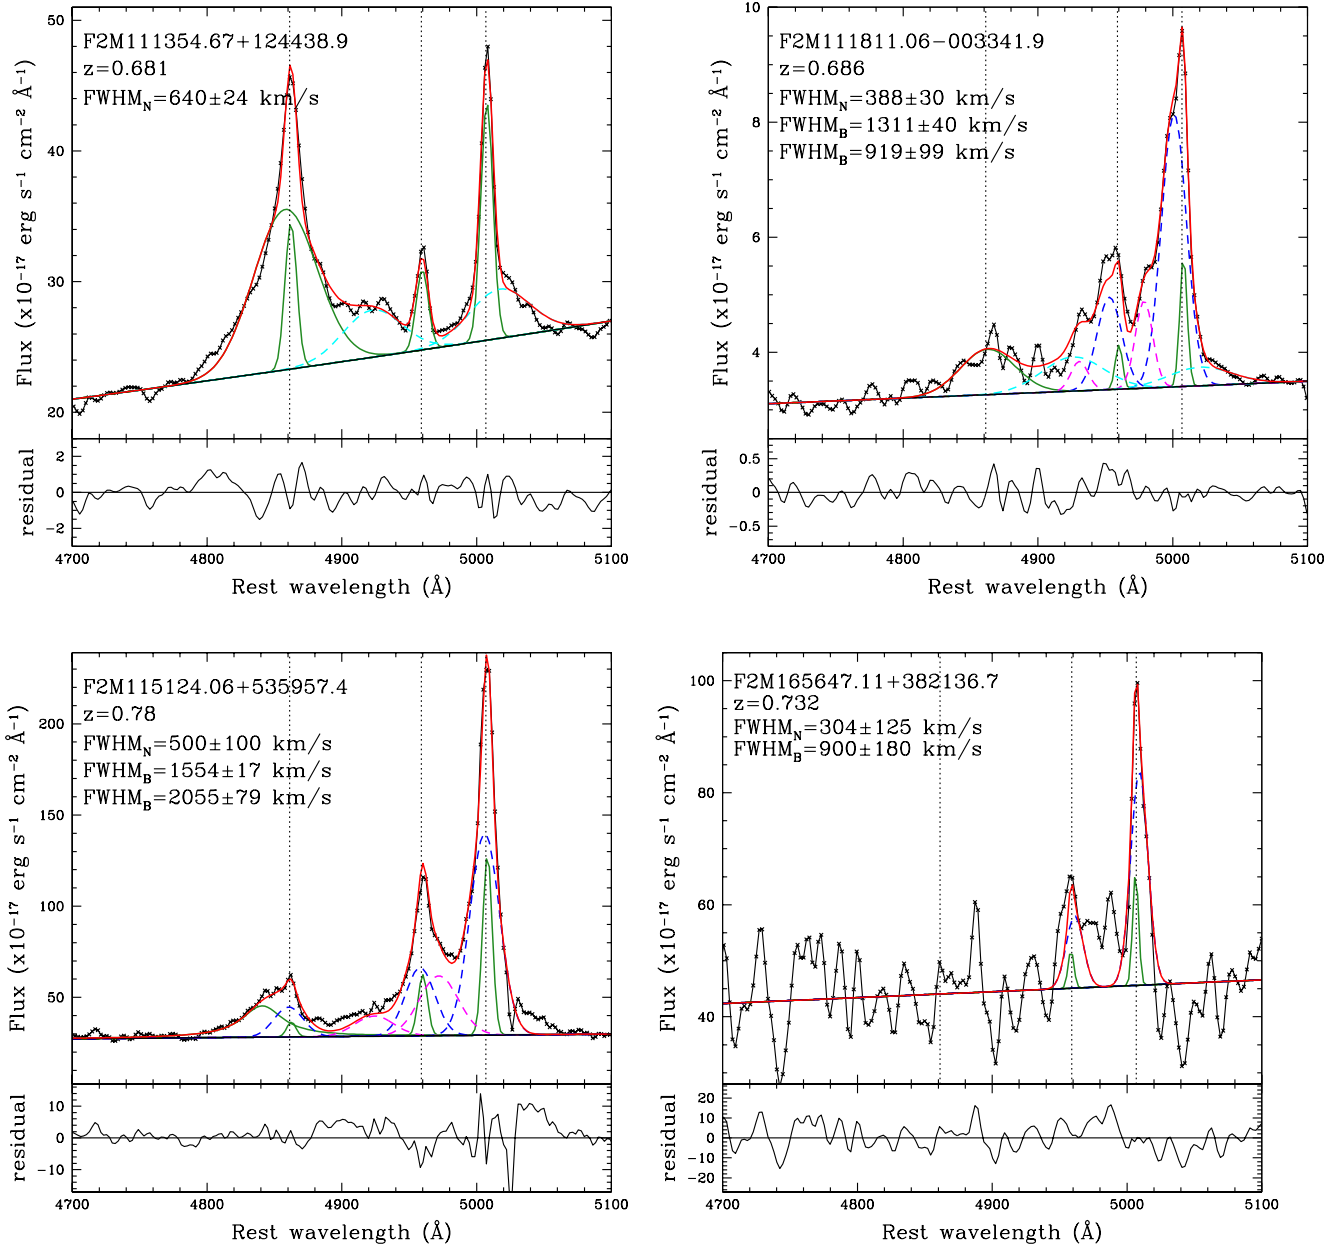 F2M111354.67+124438.9
z=0.681
FWHM_N=640±24 km/s
50
40
30
20
Flux (x10⁻¹⁷ erg s⁻¹ cm⁻² Å⁻¹)
2
0
−2
residual
4700 4800 4900 5000 5100
Rest wavelength (Å)
F2M111811.06−003341.9
z=0.686
FWHM_N=388±30 km/s
FWHM_B=1311±40 km/s
FWHM_B=919±99 km/s
10
8
6
4
Flux (x10⁻¹⁷ erg s⁻¹ cm⁻² Å⁻¹)
0.5
0
−0.5
residual
4700 4800 4900 5000 5100
Rest wavelength (Å)
F2M115124.06+535957.4
z=0.78
FWHM_N=500±100 km/s
FWHM_B=1554±17 km/s
FWHM_B=2055±79 km/s
200
150
100
50
Flux (x10⁻¹⁷ erg s⁻¹ cm⁻² Å⁻¹)
10
0
−10
residual
4700 4800 4900 5000 5100
Rest wavelength (Å)
F2M165647.11+382136.7
z=0.732
FWHM_N=304±125 km/s
FWHM_B=900±180 km/s
100
80
60
40
Flux (x10⁻¹⁷ erg s⁻¹ cm⁻² Å⁻¹)
20
10
0
−10
−20
residual
4700 4800 4900 5000 5100
Rest wavelength (Å)